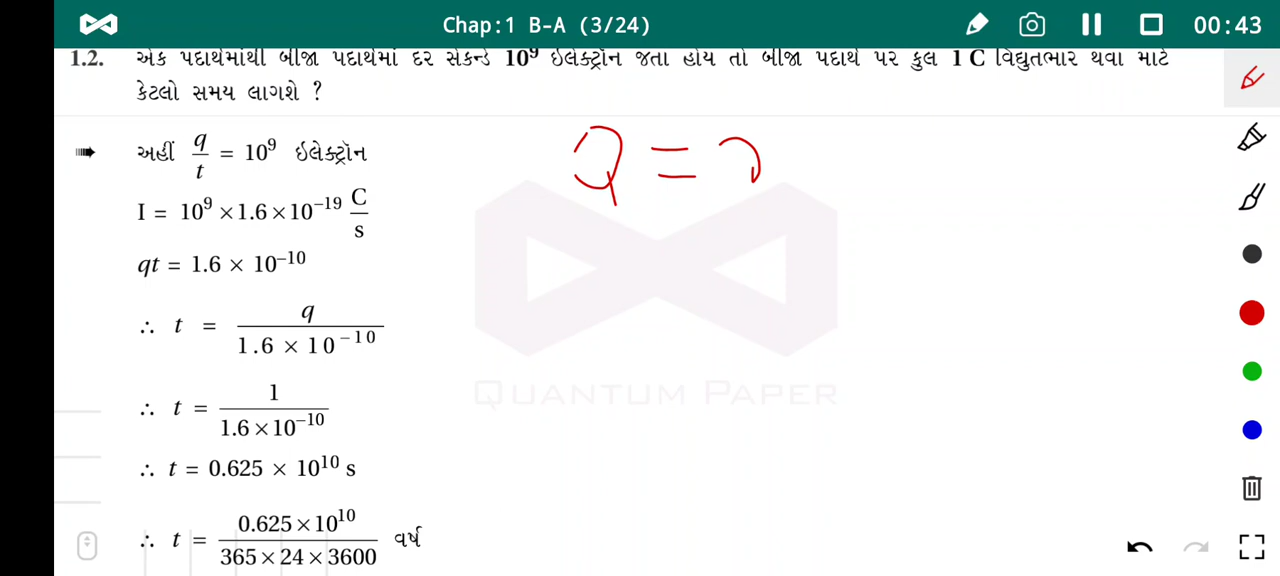 Chap:1 B-A (3/24)
00:43
1.2. એક પદાર્થમાંથી બીજા પદાર્થમાં દર સેકન્ડે 10⁹ ઇલેક્ટ્રૉન જતા હોય તો બીજા પદાર્થ પર કુલ 1 C વિદ્યુતભાર થવા માટે
કેટલો સમય લાગશે ?
➠ અહીં q/t = 10⁹ ઇલેક્ટ્રૉન
Q =
I = 10⁹ × 1.6 × 10⁻¹⁹ C/s
qt = 1.6 × 10⁻¹⁰
∴ t = q/(1.6 × 10⁻¹⁰)
∴ t = 1/(1.6 × 10⁻¹⁰)
∴ t = 0.625 × 10¹⁰ s
∴ t = (0.625 × 10¹⁰)/(365 × 24 × 3600) વર્ષ
QUANTUM PAPER